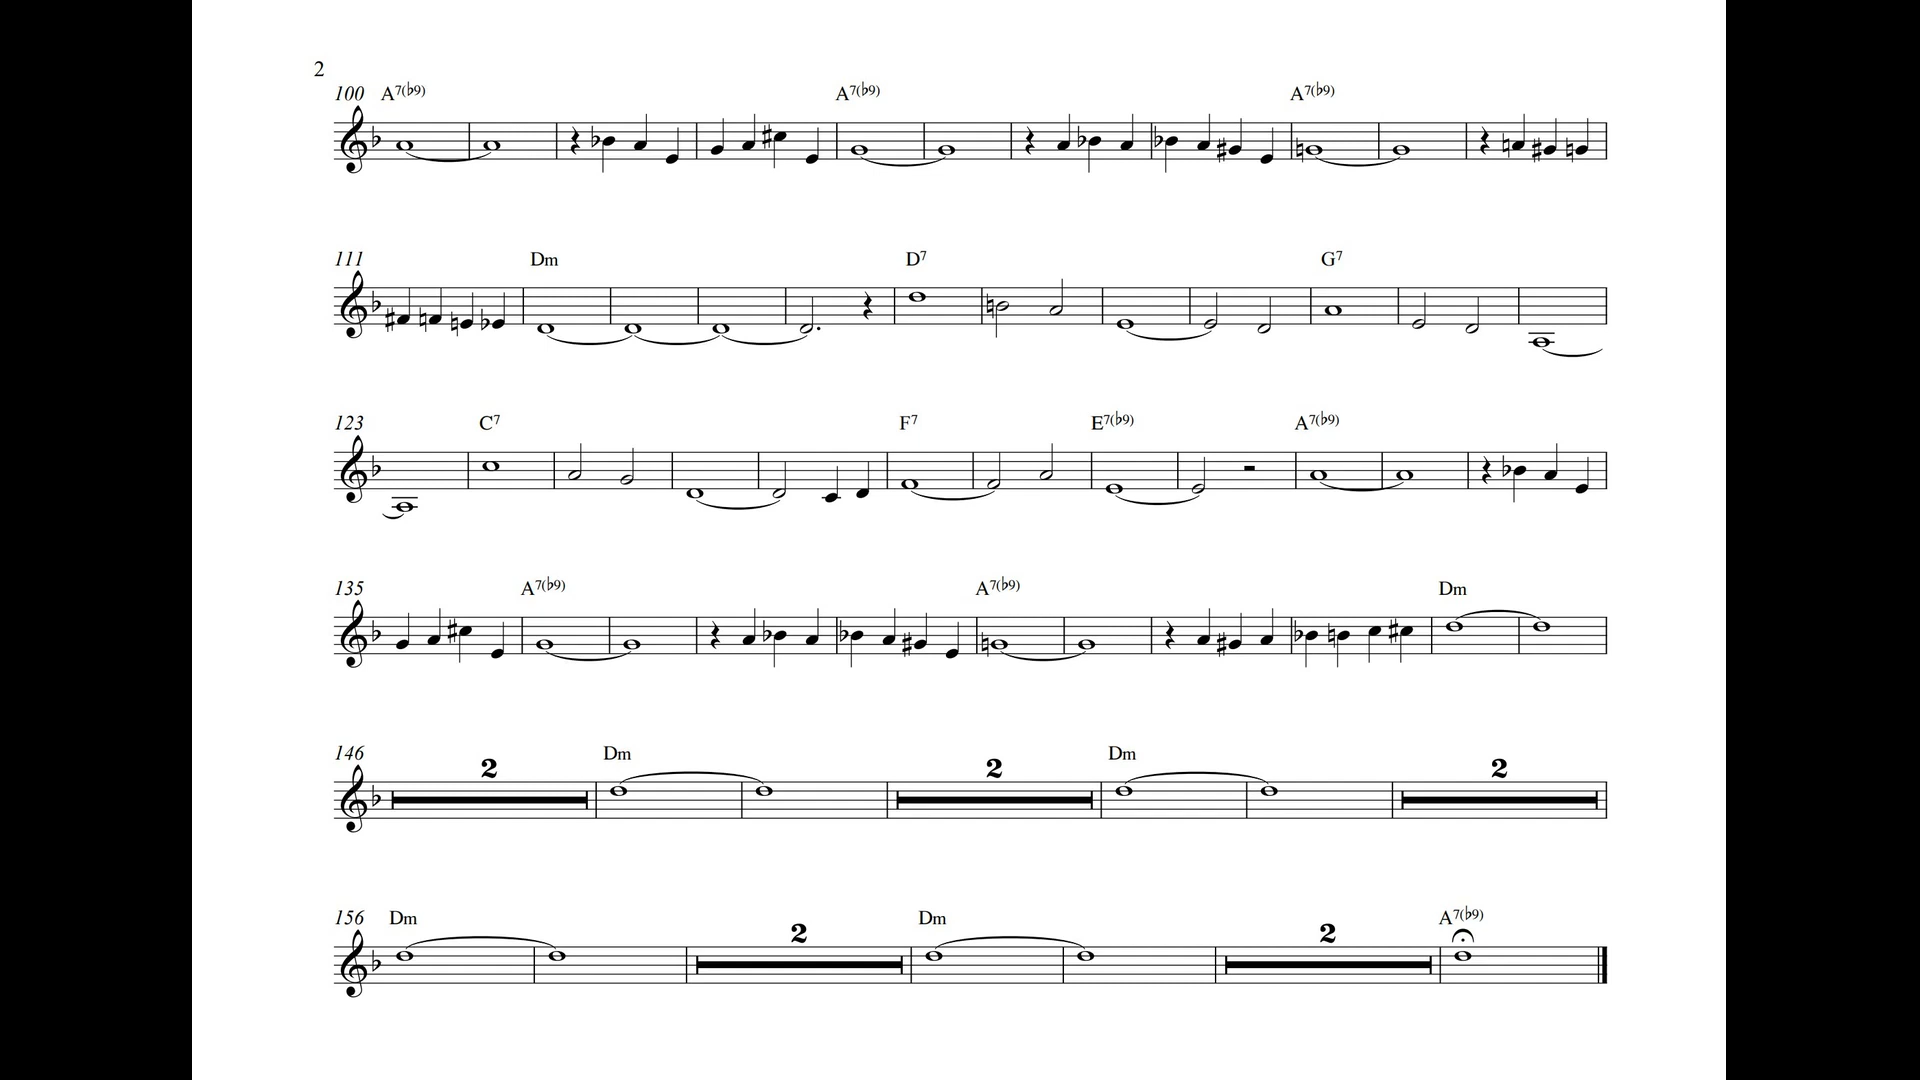 2
100 A7(♭9) A7(♭9) A7(♭9)
111 Dm D7 G7
123 C7 F7 E7(♭9) A7(♭9)
135 A7(♭9) A7(♭9) Dm
146 2 Dm 2 Dm 2
156 Dm 2 Dm 2 A7(♭9)